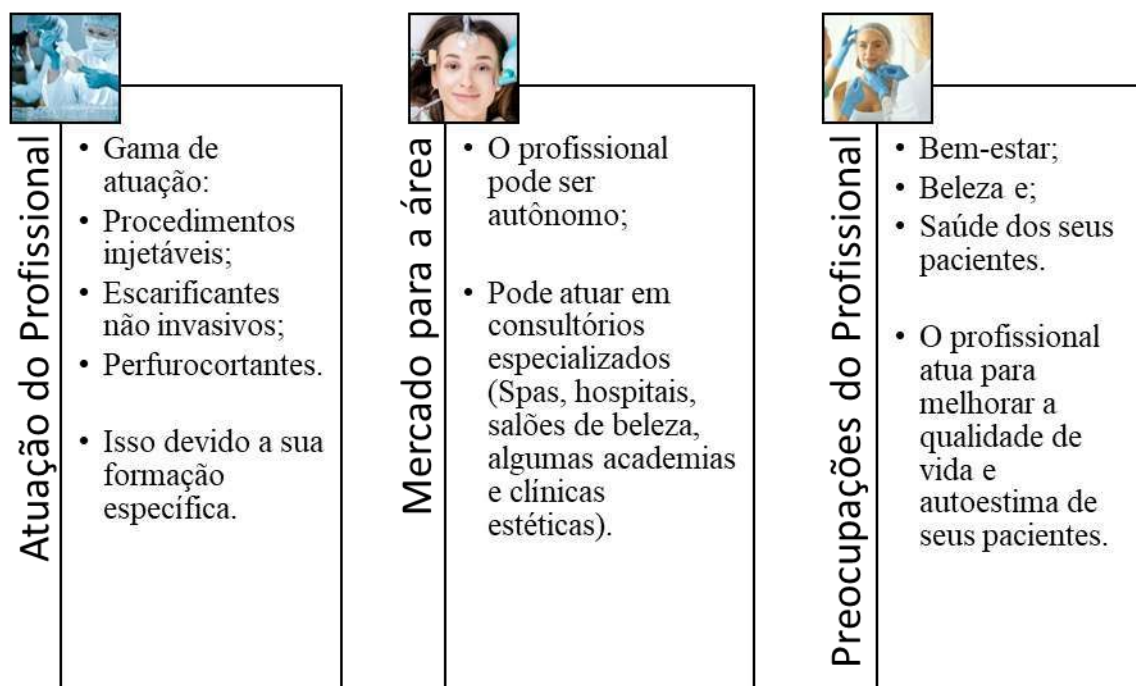 Atuação do Profissional
• Gama de
atuação:
• Procedimentos
injetáveis;
• Escarificantes
não invasivos;
• Perfurocortantes.
• Isso devido a sua
formação
específica.
Mercado para a área
• O profissional
pode ser
autônomo;
• Pode atuar em
consultórios
especializados
(Spas, hospitais,
salões de beleza,
algumas academias
e clínicas
estéticas).
Preocupações do Profissional
• Bem-estar;
• Beleza e;
• Saúde dos seus
pacientes.
• O profissional
atua para
melhorar a
qualidade de
vida e
autoestima de
seus pacientes.